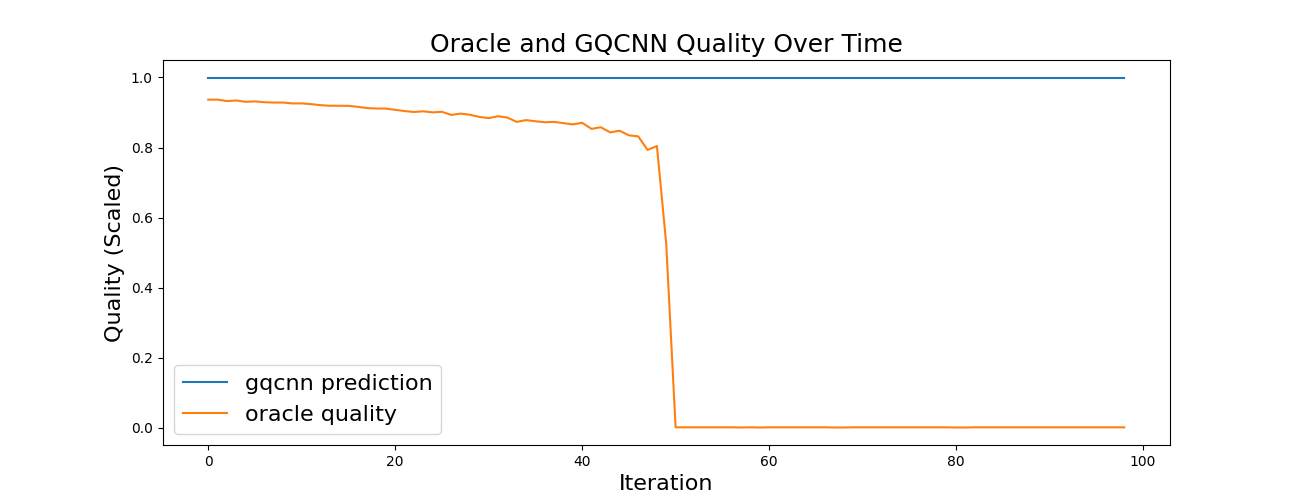 Oracle and GQCNN Quality Over Time
Quality (Scaled)
1.0
0.8
0.6
0.4
0.2
0.0
gqcnn prediction
oracle quality
0 20 40 60 80 100
Iteration